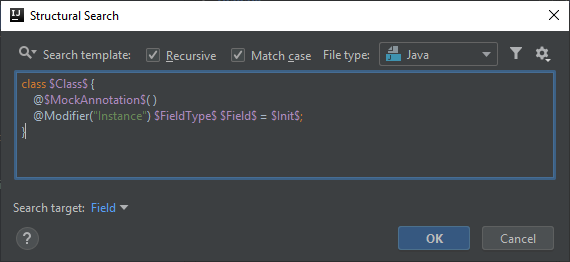 IJ
Structural Search
Search template: Recursive Match case File type: Java
class $Class$ {
@$MockAnnotation$( )
@Modifier("Instance") $FieldType$ $Field$ = $Init$;
}
Search target: Field
? OK Cancel